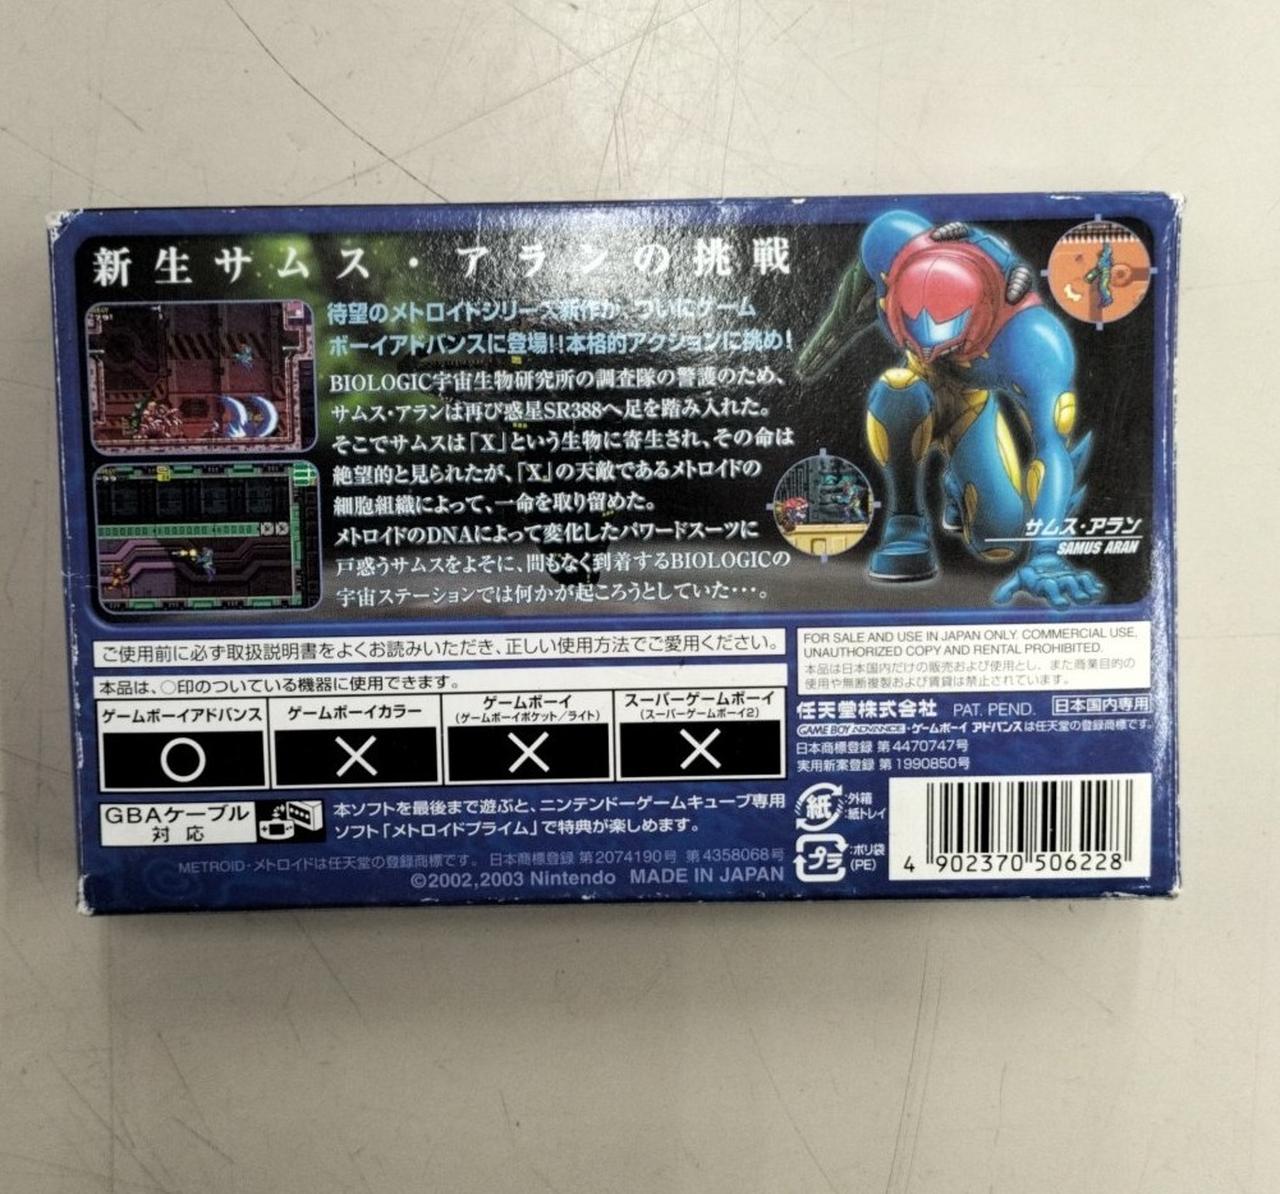 新生サムス・アランの挑戦
待望のメトロイドシリーズ新作が、ついにゲーム
ボーイアドバンスに登場!!本格的アクションに挑め!
BIOLOGIC宇宙生物研究所の調査隊の警護のため、
サムス・アランは再び惑星SR388へ足を踏み入れた。
そこでサムスは「X」という生物に寄生され、その命は
絶望的と見られたが、「X」の天敵であるメトロイドの
細胞組織によって、一命を取り留めた。
メトロイドのDNAによって変化したパワードスーツに
戸惑うサムスをよそに、間もなく到着するBIOLOGICの
宇宙ステーションでは何かが起ころうとしていた・・・。
サムス・アラン
SAMUS ARAN
ご使用前に必ず取扱説明書をよくお読みいただき、正しい使用方法でご愛用ください。
本品は、○印のついている機器に使用できます。
ゲームボーイアドバンス
○
ゲームボーイカラー
×
ゲームボーイ
(ゲームボーイポケット/ライト)
×
スーパーゲームボーイ
(スーパーゲームボーイ2)
×
GBAケーブル
対応
本ソフトを最後まで遊ぶと、ニンテンドーゲームキューブ専用
ソフト「メトロイドプライム」で特典が楽しめます。
METROID・メトロイドは任天堂の登録商標です。 日本商標登録 第2074190号 第4358068号
©2002,2003 Nintendo MADE IN JAPAN
FOR SALE AND USE IN JAPAN ONLY. COMMERCIAL USE,
UNAUTHORIZED COPY AND RENTAL PROHIBITED.
本品は日本国内だけの販売および使用とし、また商業目的の
使用や無断複製および賃貸は禁止されています。
任天堂株式会社 PAT. PEND. 日本国内専用
GAME BOY ADVANCE・ゲームボーイ アドバンスは任天堂の登録商標です。
日本商標登録 第4470747号
実用新案登録 第1990850号
紙 :外箱
:紙トレイ
プラ :ポリ袋
(PE)
4 902370 506228